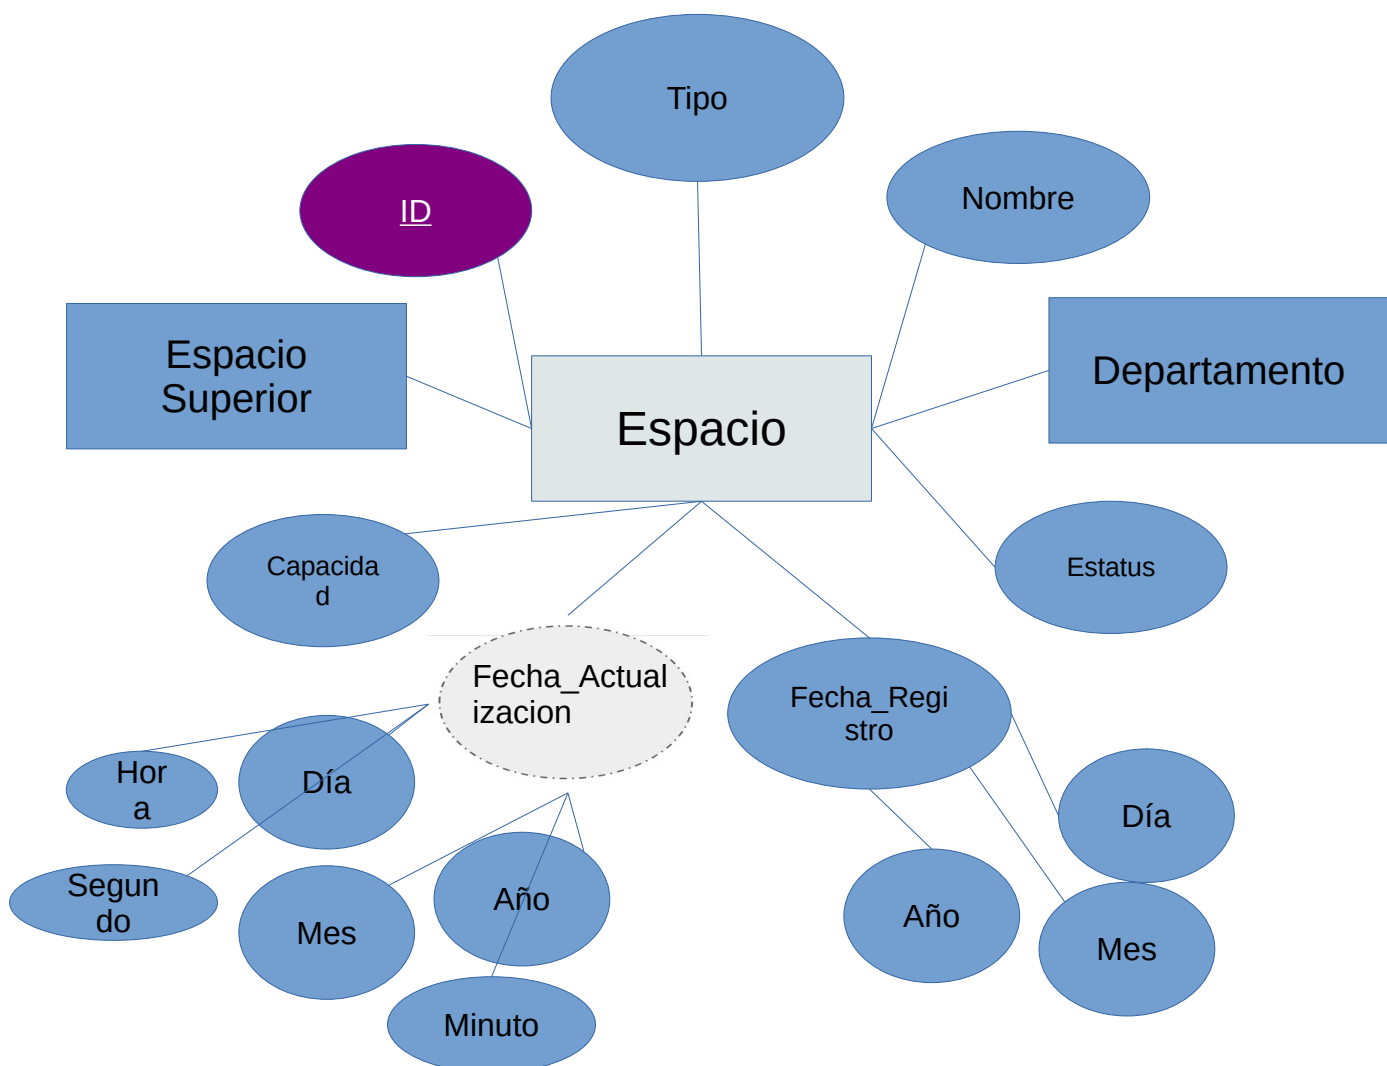 Tipo
ID
Nombre
Espacio
Superior
Departamento
Espacio
Capacida
d
Estatus
Fecha_Actual
izacion
Fecha_Regi
stro
Hor
a
Día
Día
Segun
do
Mes
Año
Año
Mes
Minuto